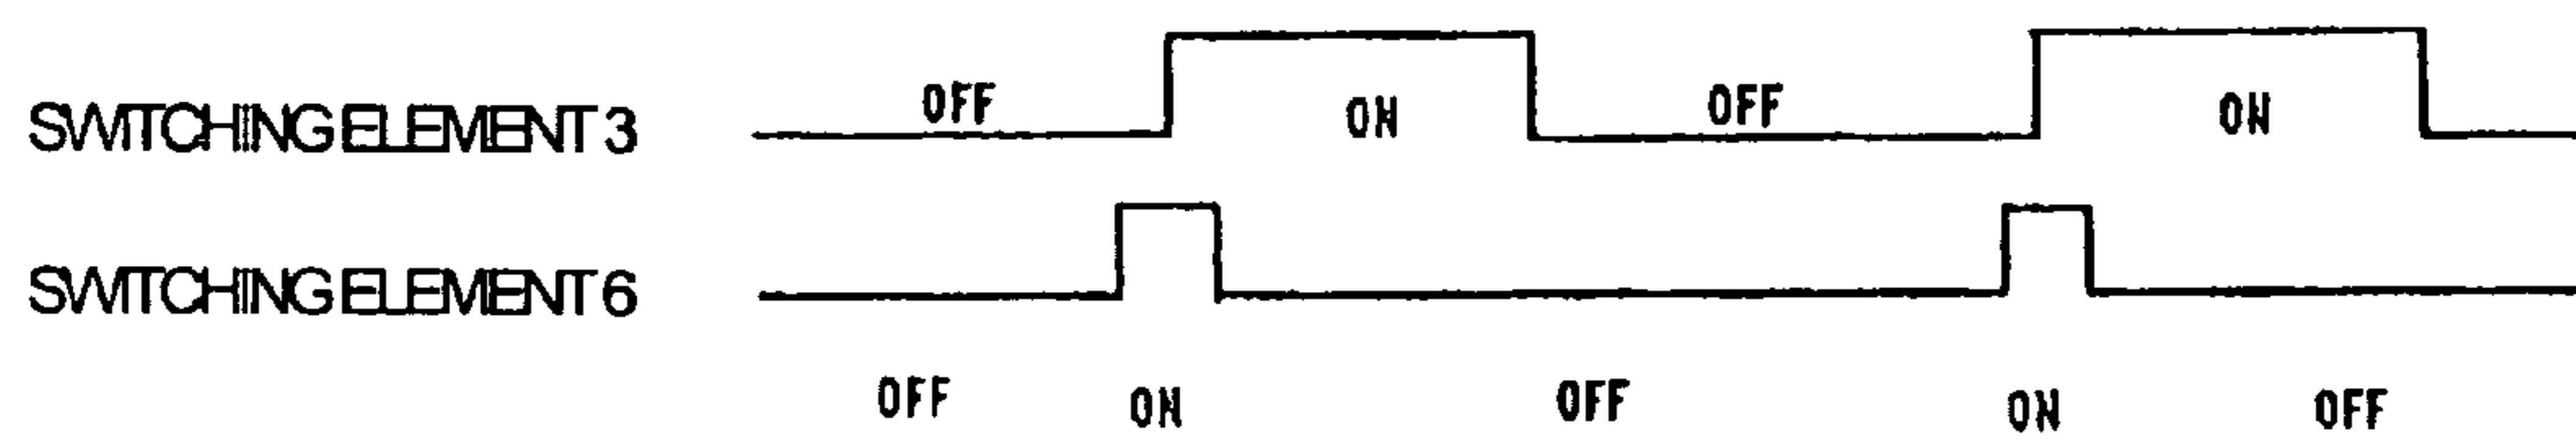 SWITCHING ELEMENT 3 OFF ON OFF ON
SWITCHING ELEMENT 6
OFF ON OFF ON OFF